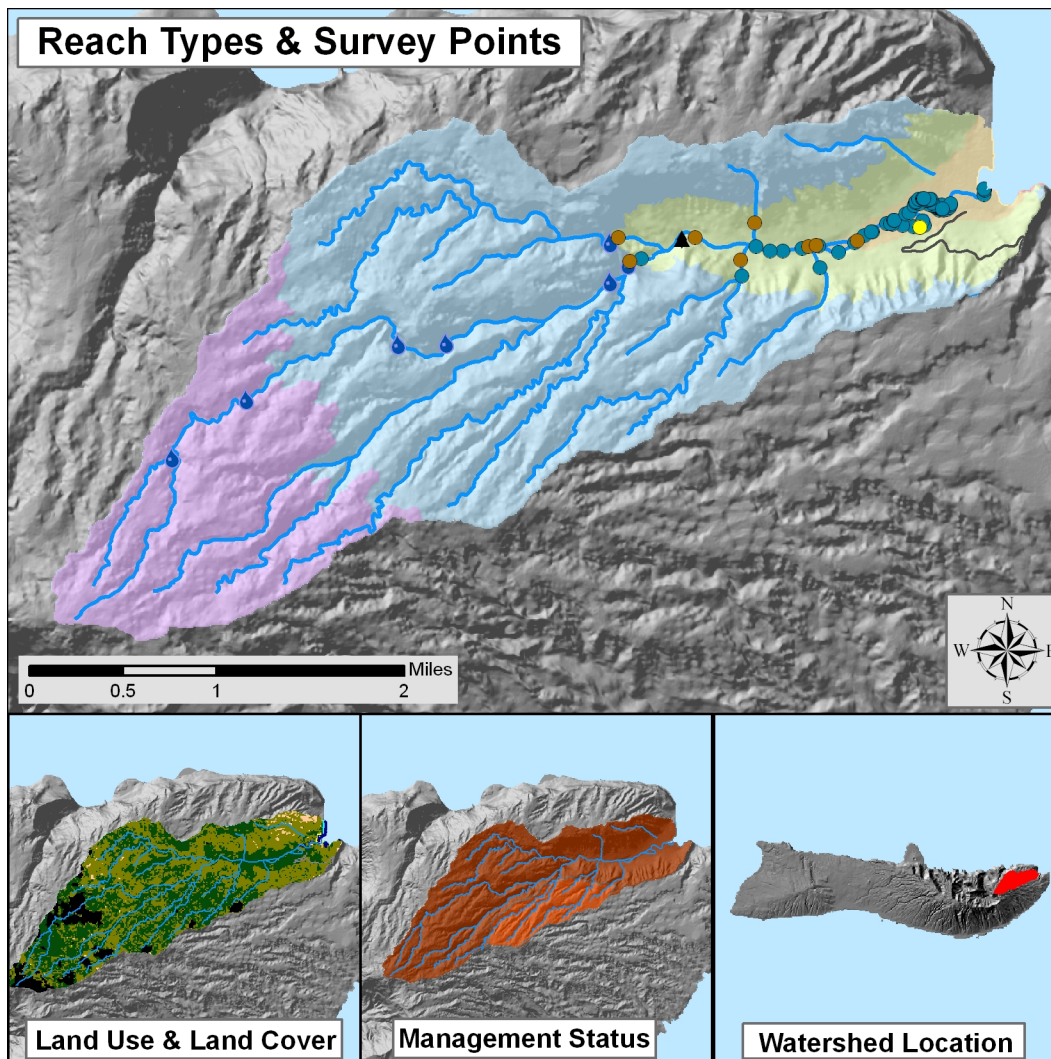 Reach Types & Survey Points
N
W E
S
Miles
0 0.5 1 2
Land Use & Land Cover
Management Status
Watershed Location